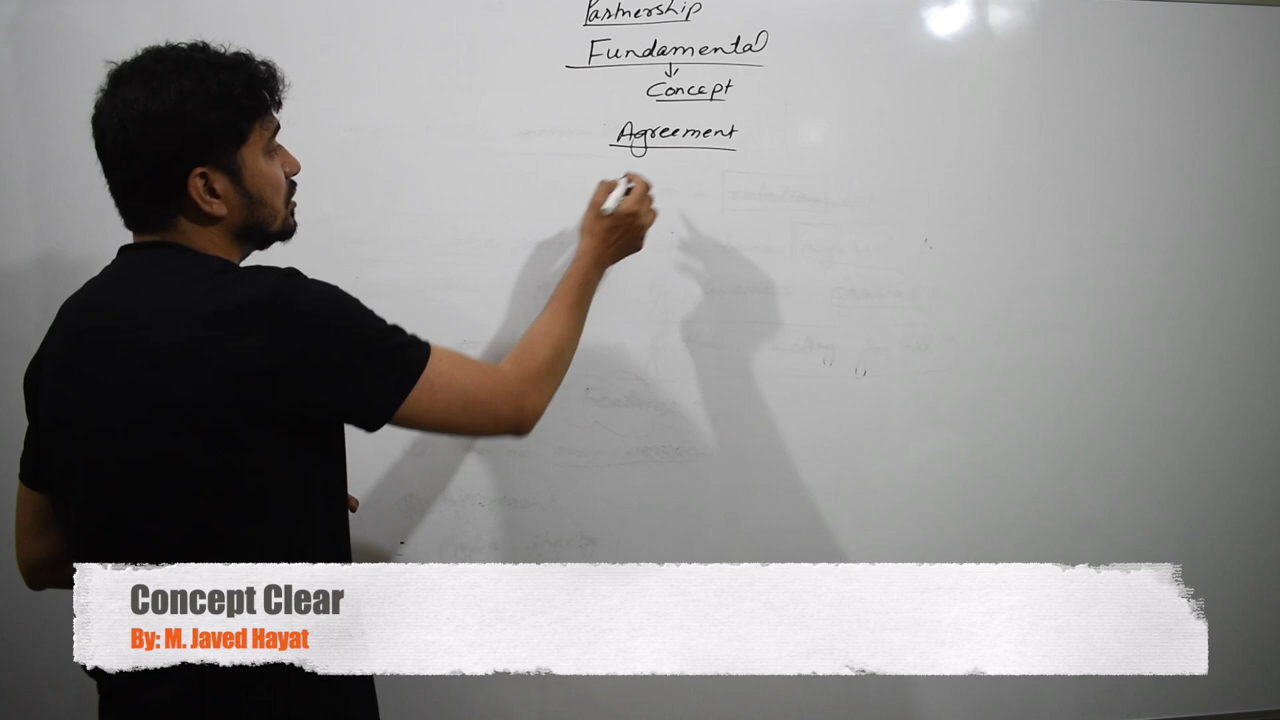 Partnership
Fundamental
Concept
Agreement
Concept Clear
By: M. Javed Hayat